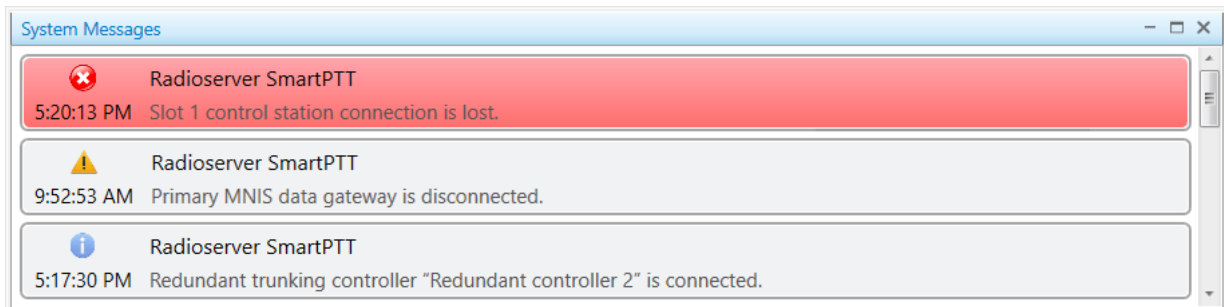 System Messages
Radioserver SmartPTT
5:20:13 PM Slot 1 control station connection is lost.
Radioserver SmartPTT
9:52:53 AM Primary MNIS data gateway is disconnected.
Radioserver SmartPTT
5:17:30 PM Redundant trunking controller “Redundant controller 2” is connected.